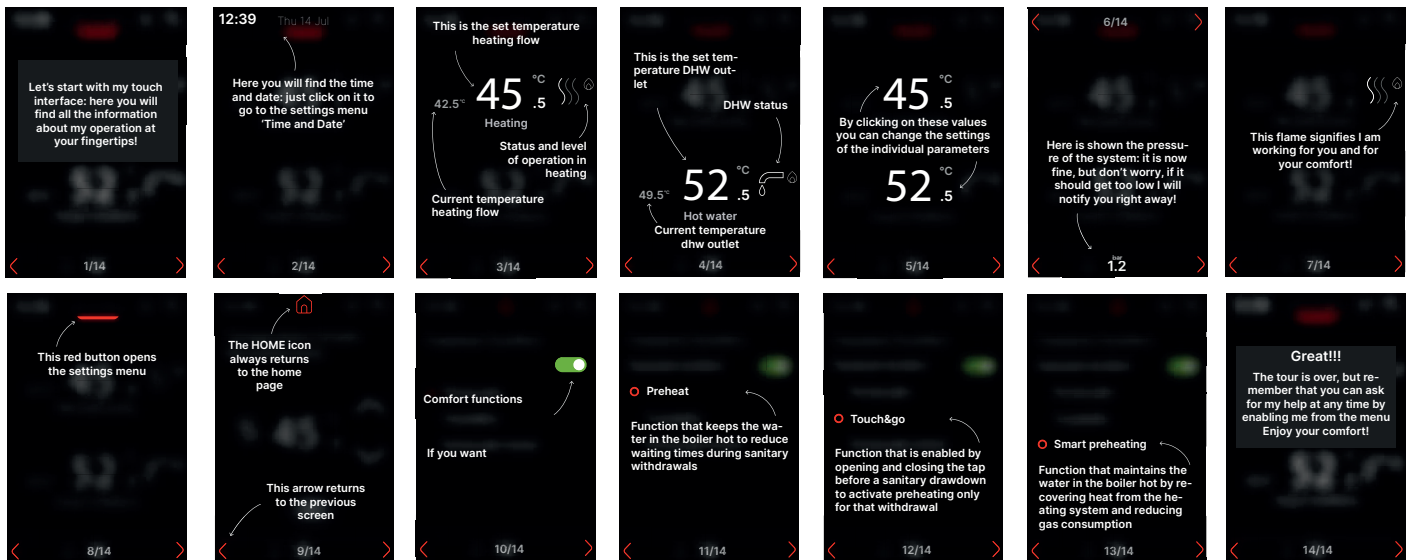 Let's start with my touch
interface: here you will
find all the information
about my operation at
your fingertips!
1/14
12:39
Thu 14 Jul
Here you will find the time
and date: just click on it to
go to the settings menu
‘Time and Date’
2/14
This is the set temperature
heating flow
42.5°C
45 .5 °C
Heating
Status and level
of operation in
heating
Current temperature
heating flow
3/14
This is the set tem-
perature DHW out-
let
DHW status
49.5°C
52 .5 °C
Hot water
Current temperature
dhw outlet
4/14
45 .5 °C
By clicking on these values
you can change the settings
of the individual parameters
52 .5 °C
5/14
6/14
Here is shown the pressu-
re of the system: it is now
fine, but don't worry, if it
should get too low I will
notify you right away!
bar
1.2
This flame signifies I am
working for you and for
your comfort!
7/14
This red button opens
the settings menu
8/14
The HOME icon
always returns
to the home
page
This arrow returns
to the previous
screen
9/14
Comfort functions
If you want
10/14
Preheat
Function that keeps the wa-
ter in the boiler hot to reduce
waiting times during sanitary
withdrawals
11/14
Touch&go
Function that is enabled by
opening and closing the tap
before a sanitary drawdown
to activate preheating only
for that withdrawal
12/14
Smart preheating
Function that maintains the
water in the boiler hot by re-
covering heat from the he-
ating system and reducing
gas consumption
13/14
Great!!!
The tour is over, but re-
member that you can ask
for my help at any time by
enabling me from the menu
Enjoy your comfort!
14/14